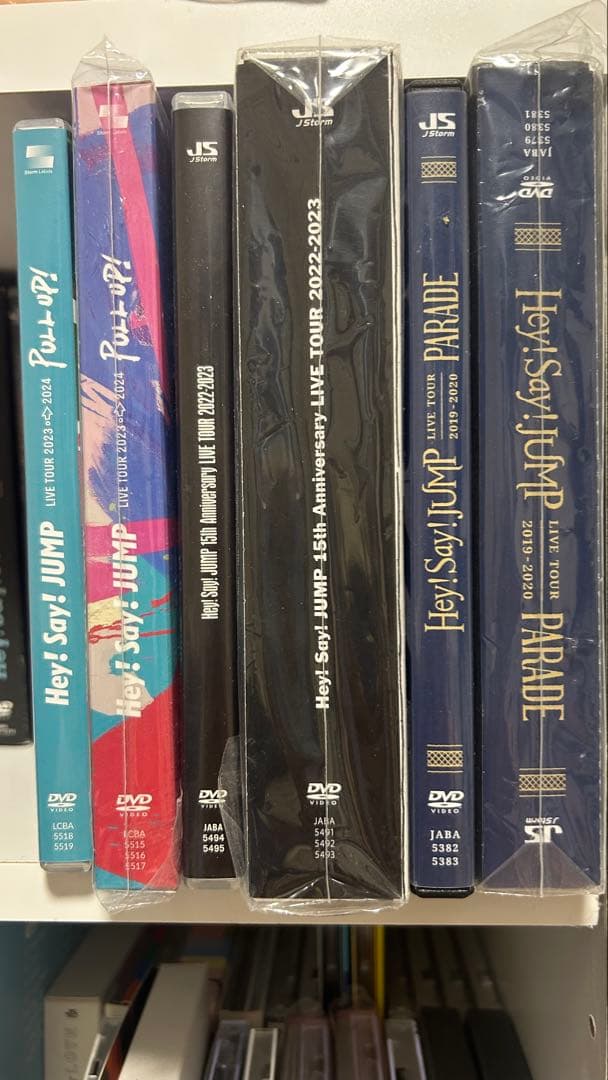 Storm Labels
Hey! Say! JUMP LIVE TOUR 2023⇨2024 PULL UP!
DVD
VIDEO
LCBA
5518
5519
Storm Labels
Hey! Say! JUMP LIVE TOUR 2023⇨2024 PULL UP!
DVD
VIDEO
LCBA
5515
5516
5517
JS
J Storm
Hey! Say! JUMP 15th Anniversary LIVE TOUR 2022-2023
DVD
VIDEO
JABA
5494
5495
JS
J Storm
Hey! Say! JUMP 15th Anniversary LIVE TOUR 2022-2023
DVD
VIDEO
JABA
5491
5492
5493
JS
J Storm
Hey! Say! JUMP LIVE TOUR 2019-2020 PARADE
DVD
VIDEO
JABA
5382
5383
JS
J Storm
Hey! Say! JUMP LIVE TOUR 2019-2020 PARADE
DVD
VIDEO
JABA
5379
5380
5381